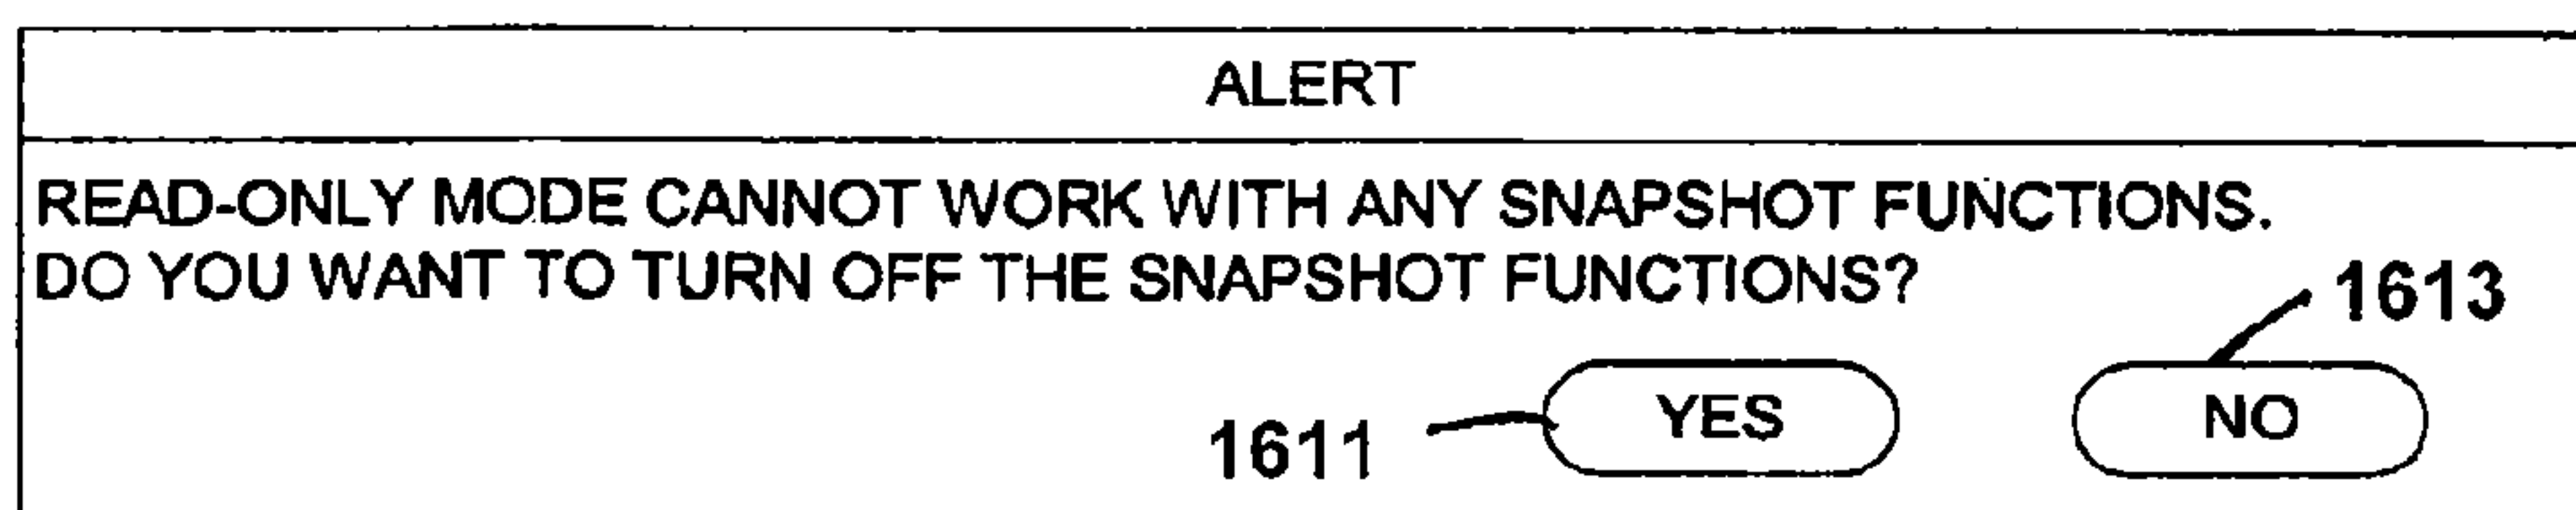 ALERT
READ-ONLY MODE CANNOT WORK WITH ANY SNAPSHOT FUNCTIONS.
DO YOU WANT TO TURN OFF THE SNAPSHOT FUNCTIONS?
1613
YES
NO
1611